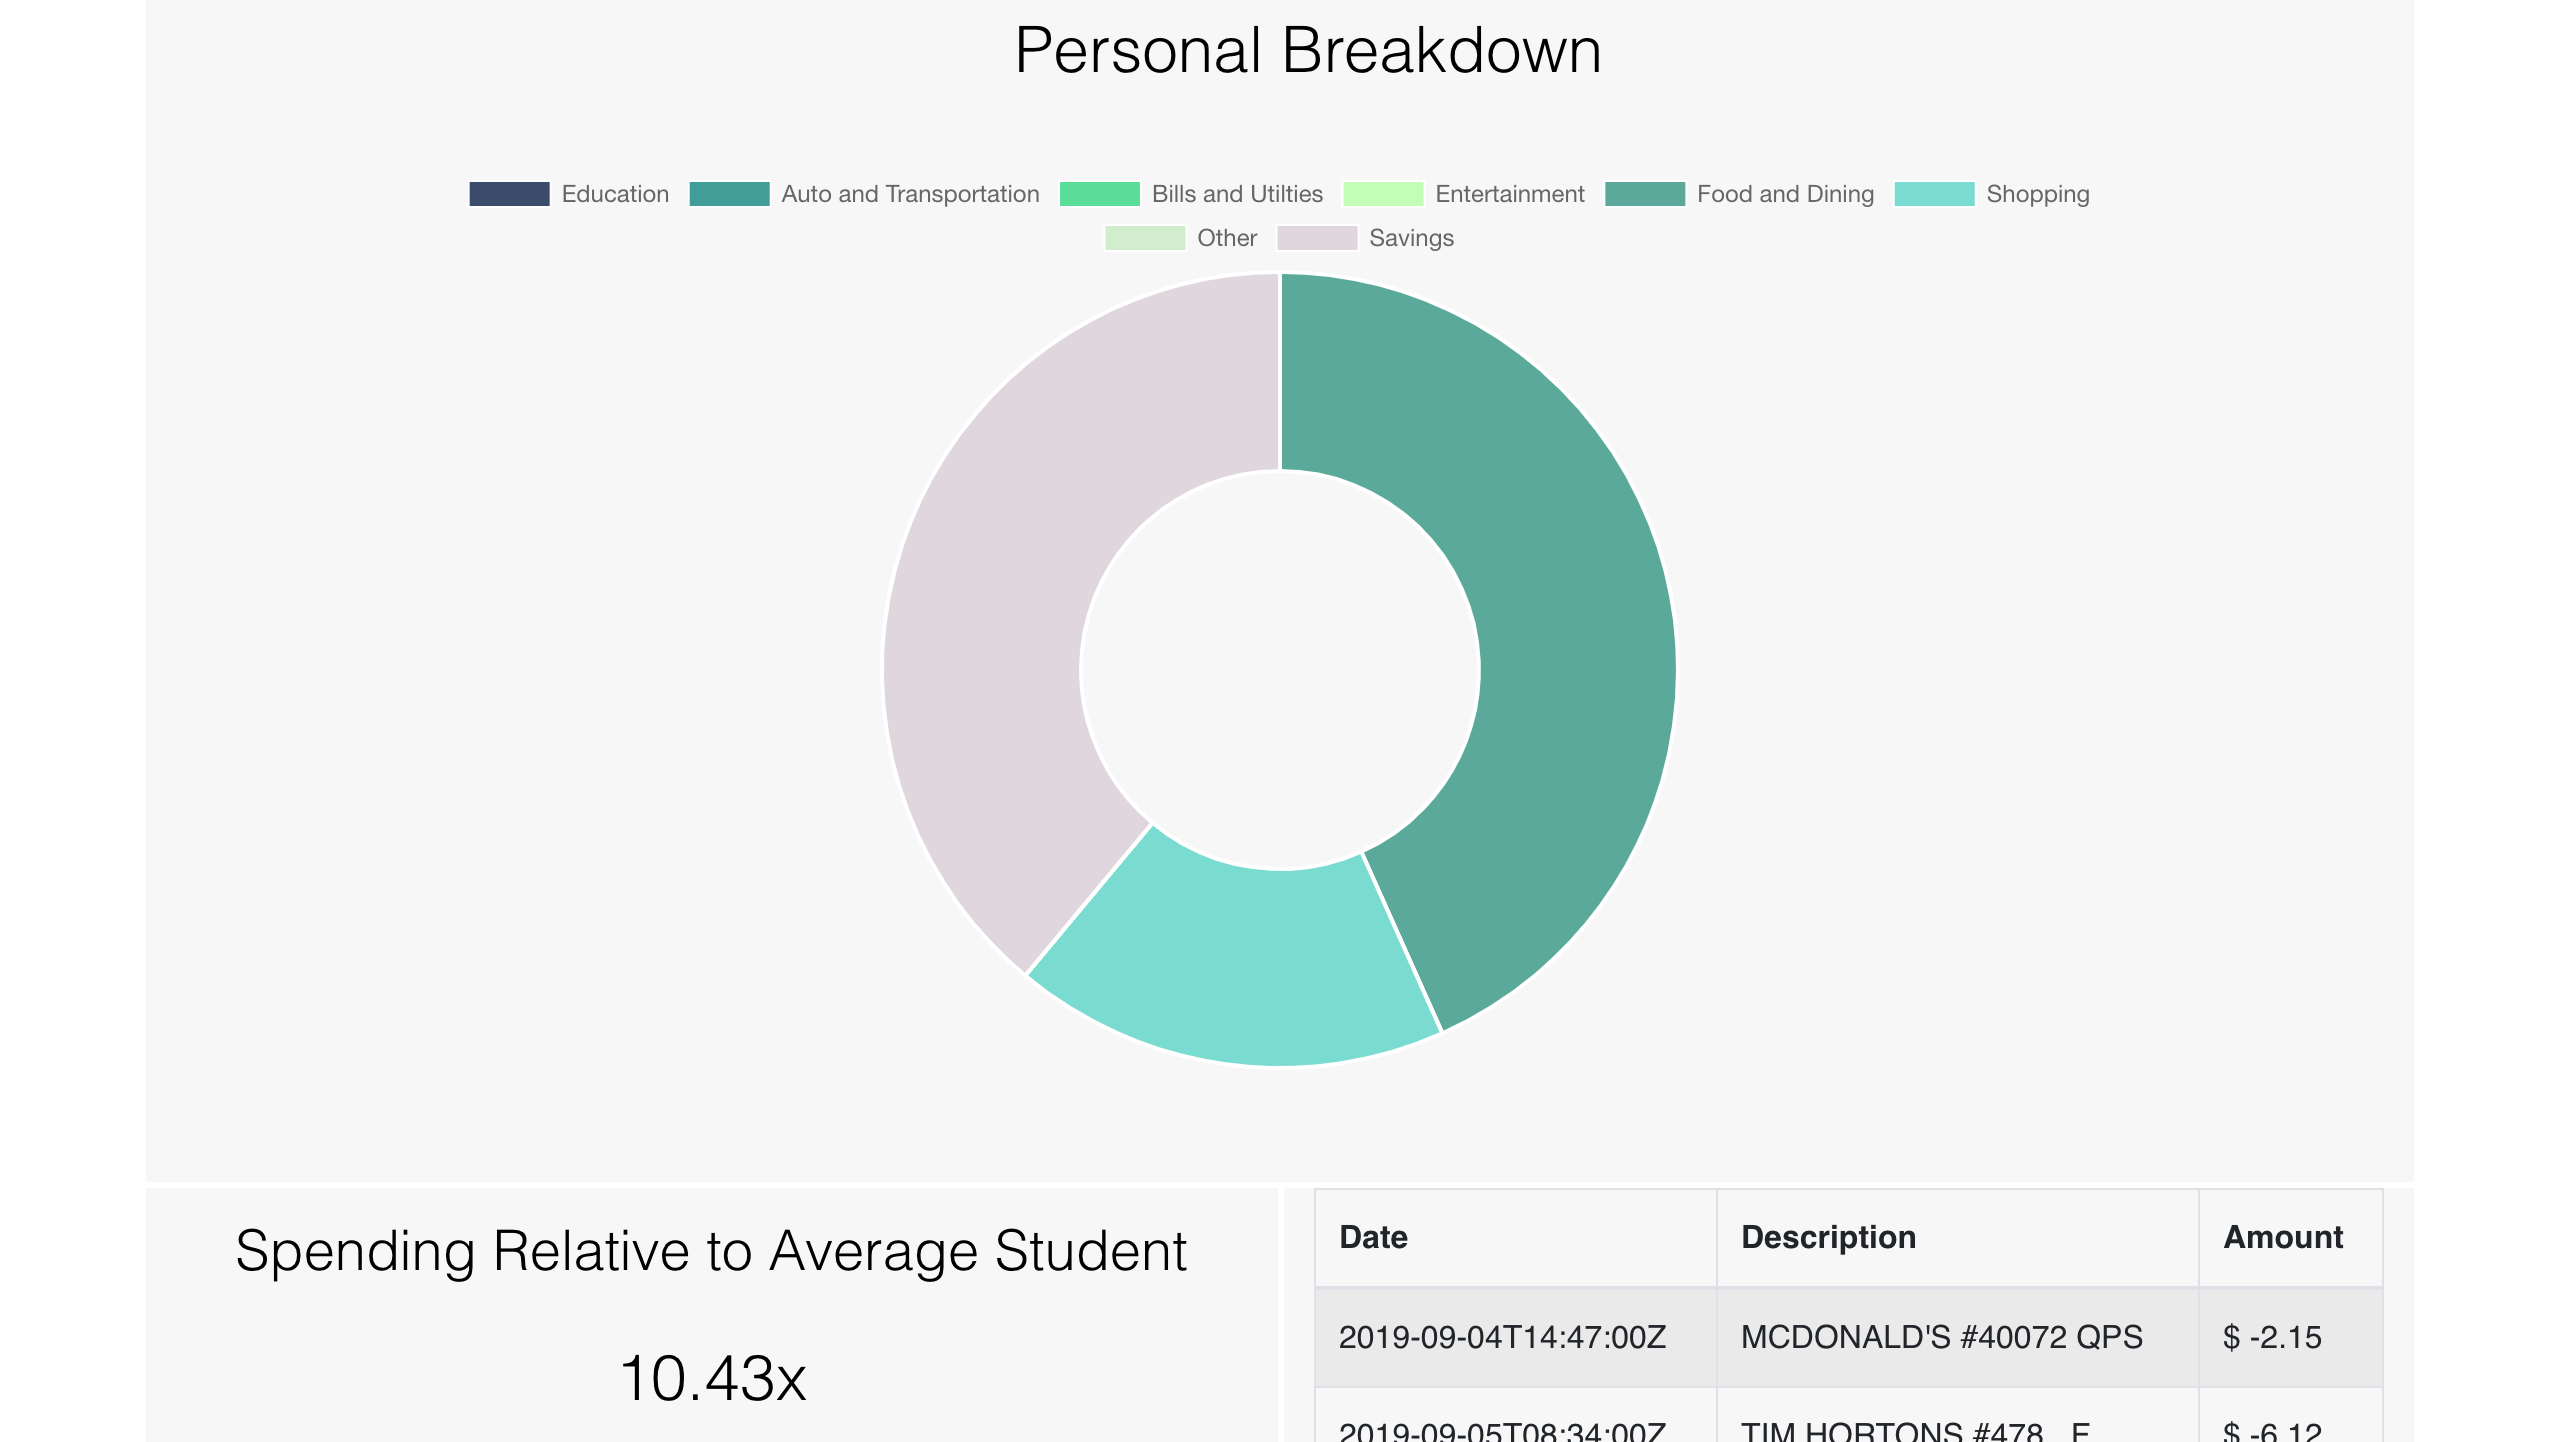 Personal Breakdown
Education Auto and Transportation Bills and Utilties Entertainment Food and Dining Shopping
Other Savings
Spending Relative to Average Student
10.43x
Date Description Amount
2019-09-04T14:47:00Z MCDONALD'S #40072 QPS $ -2.15
2019-09-05T08:34:00Z TIM HORTONS #478 $ -6.12